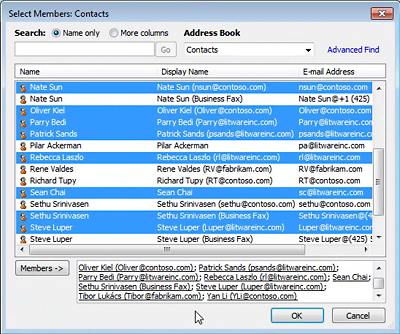 Select Members: Contacts
Search: Name only More columns Address Book
Go Contacts Advanced Find
Name Display Name E-mail Address
Nate Sun Nate Sun (nsun@contoso.com) nsun@contoso.com
Nate Sun Nate Sun (Business Fax) Nate Sun@+1 (425)
Oliver Kiel Oliver Kiel (Oliver@contoso.com) Oliver@contoso.com
Parry Bedi Parry Bedi (Parry@litwareinc.com) Parry@litwareinc.com
Patrick Sands Patrick Sands (psands@litwareinc.com) psands@litwareinc.com
Pilar Ackerman Pilar Ackerman pa@litwareinc.com
Rebecca Laszlo Rebecca Laszlo (rl@litwareinc.com) rl@litwareinc.com
Rene Valdes Rene Valdes (RV@fabrikam.com) RV@fabrikam.com
Richard Tupy Richard Tupy (RT@contoso.com) RT@contoso.com
Sean Chai Sean Chai sc@litwareinc.com
Sethu Srinivasen Sethu Srinivasen (sethu@contoso.com) sethu@contoso.com
Sethu Srinivasen Sethu Srinivasen (Business Fax) Sethu Srinivasen@
Steve Luper Steve Luper (Luper@litwareinc.com) Luper@litwareinc.com
Steve Luper Steve Luper (Business Fax) Steve Luper@(425)
Members -> Oliver Kiel (Oliver@contoso.com); Patrick Sands (psands@litwareinc.com);
Parry Bedi (Parry@litwareinc.com); Rebecca Laszlo (rl@litwareinc.com); Sean Chai;
Sethu Srinivasen (Business Fax); Steve Luper (Luper@litwareinc.com);
Tibor Lukács (Tibor@fabrikam.com); Yan Li (YLi@contoso.com)
OK Cancel